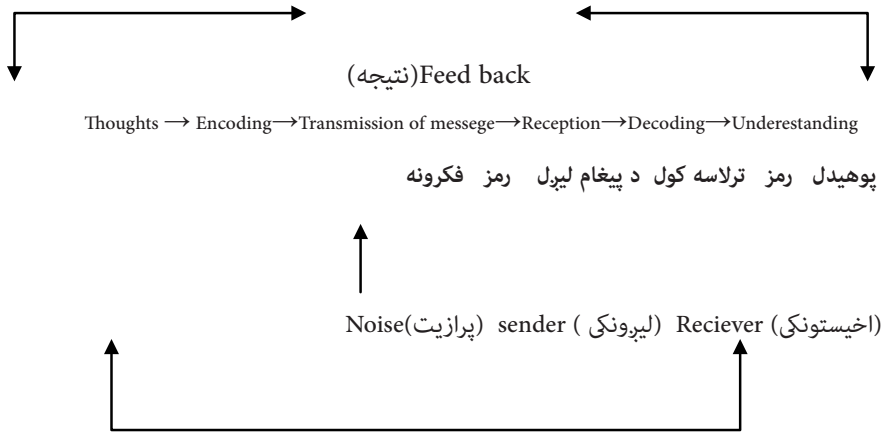 Feed back(نتیجه)
Thoughts → Encoding→Transmission of messege→Reception→Decoding→Understanding
پوهیدل رمز ترلاسه کول د پیغام لیږل رمز فکرونه
Noise(پرازیت) sender ( لیږونکی) Reciever (اخیستونکی)